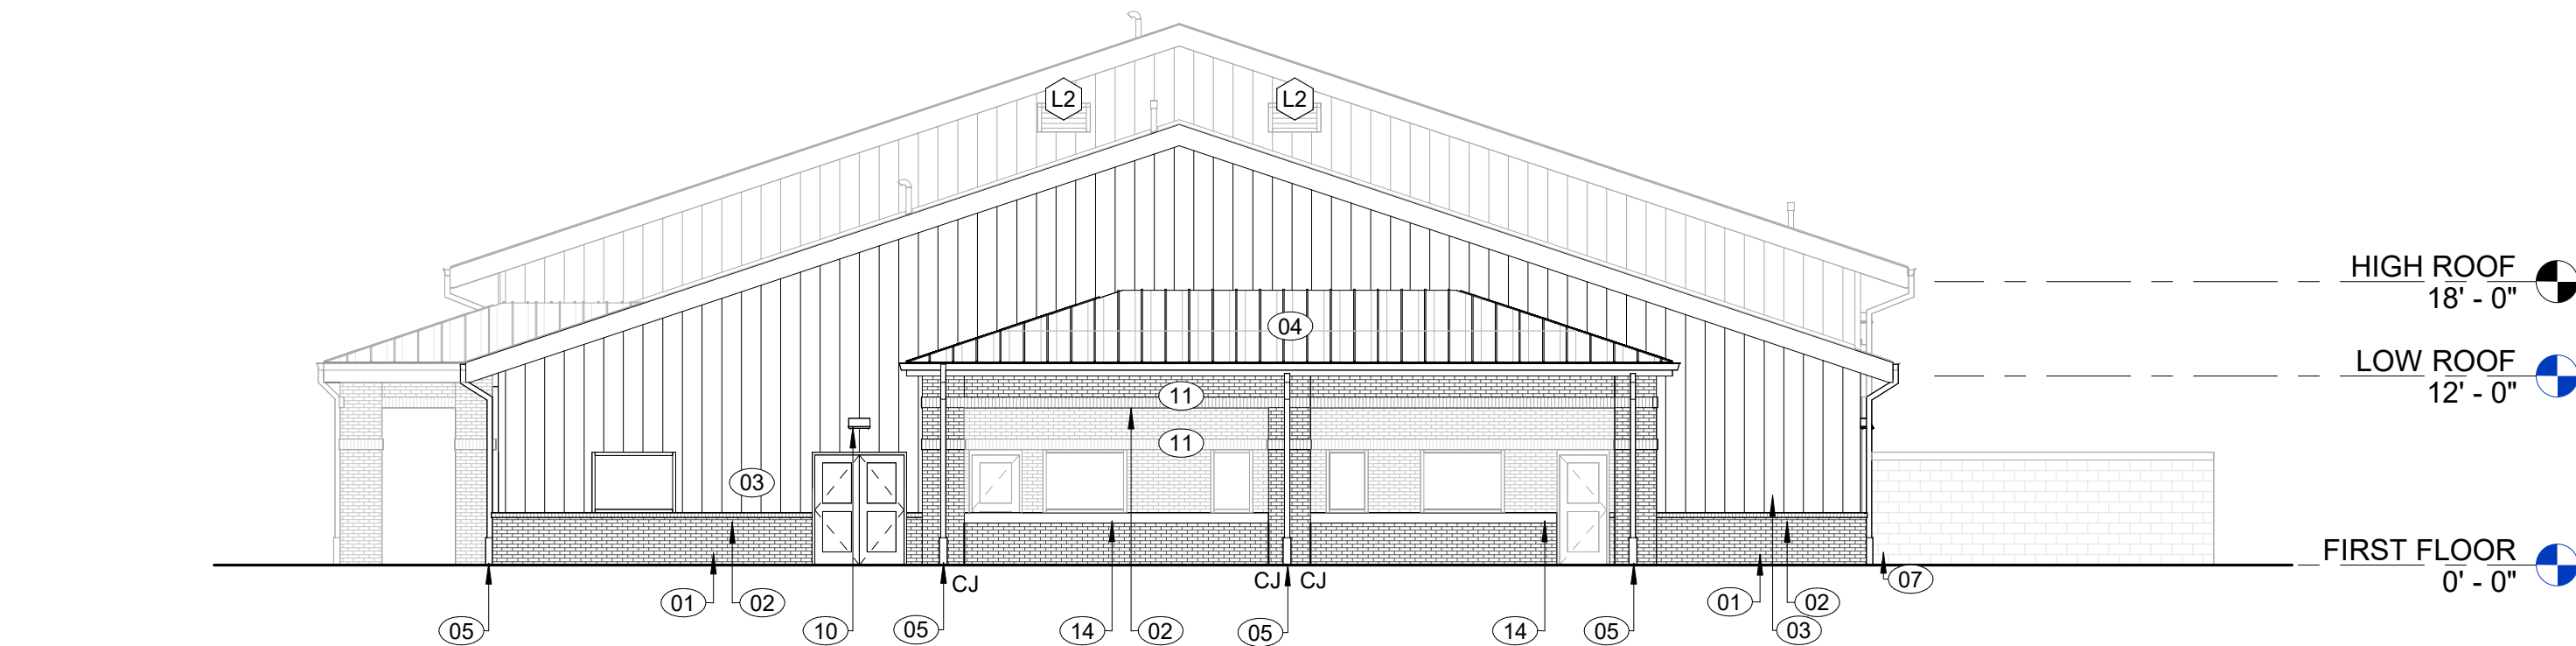 L2
L2
HIGH ROOF
18' - 0"
04
LOW ROOF
12' - 0"
11
11
03
FIRST FLOOR
0' - 0"
CJ
CJ
CJ
07
01
02
01
02
05
10
05
14
02
05
14
05
03